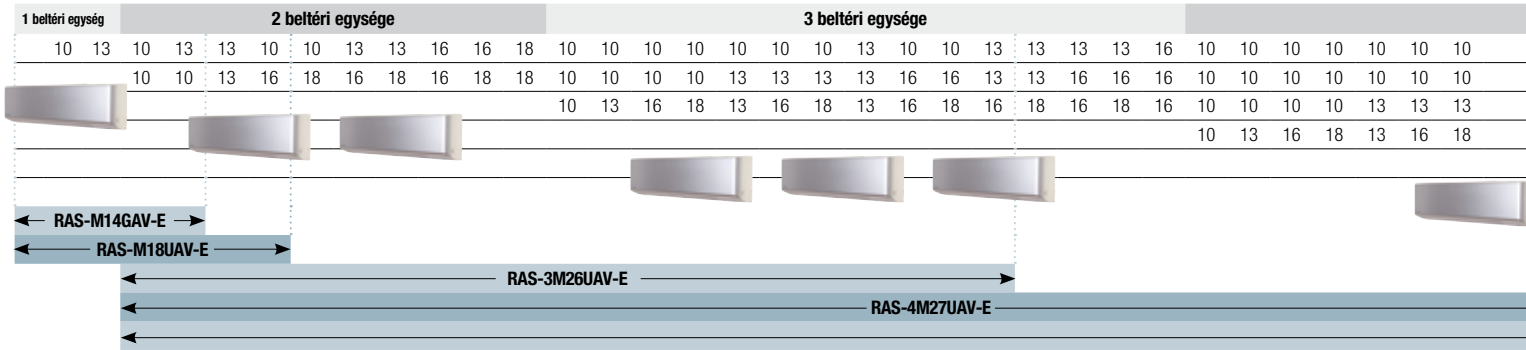 1 beltéri egység 2 beltéri egysége 3 beltéri egysége
10 13 10 13 13 10 10 13 13 16 16 18 10 10 10 10 10 10 13 10 10 13 13 13 13 16 10 10 10 10 10 10 10
10 10 13 16 18 16 18 16 18 18 10 10 10 10 13 13 13 16 16 13 13 16 16 16 10 10 10 10 10 10 10
10 13 16 18 13 16 18 13 16 18 16 18 16 18 16 10 10 10 10 13 13 13
10 13 16 18 13 16 18
RAS-M14GAV-E
RAS-M18UAV-E
RAS-3M26UAV-E
RAS-4M27UAV-E